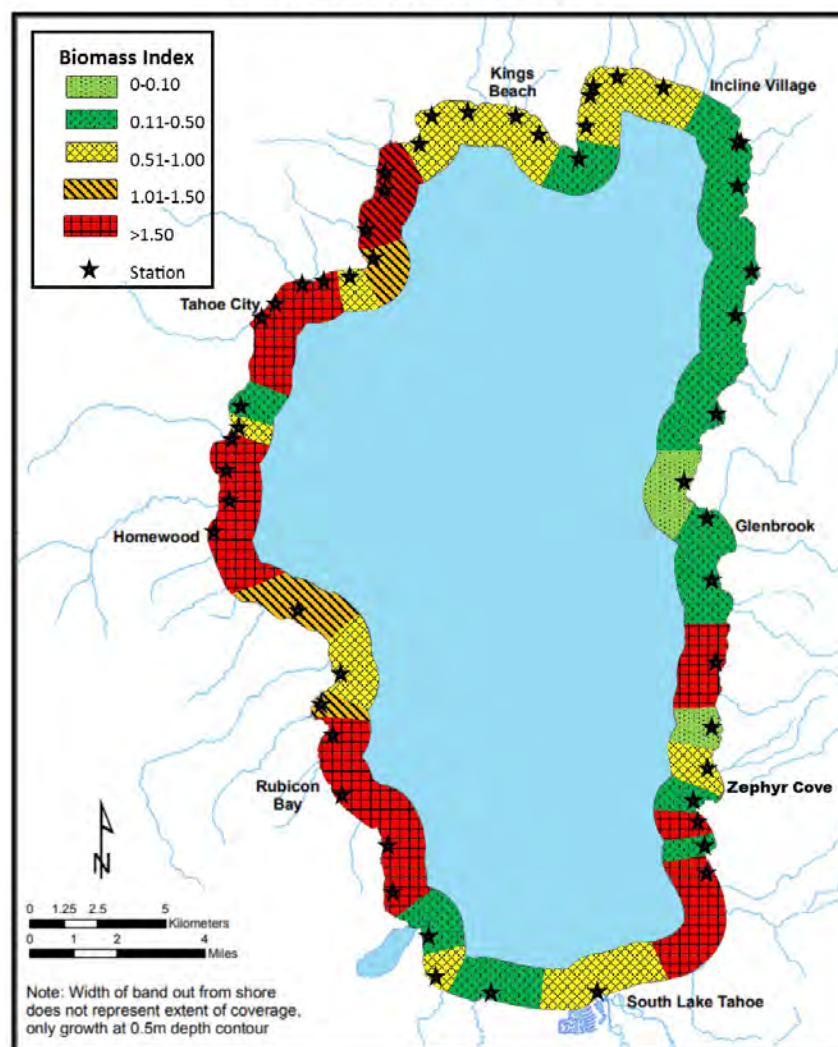 Biomass Index
0-0.10
0.11-0.50
0.51-1.00
1.01-1.50
>1.50
Station
Kings
Beach
Incline Village
Tahoe City
Homewood
Glenbrook
Rubicon
Bay
Zephyr Cove
South Lake Tahoe
N
0 1.25 2.5 5
Kilometers
0 1 2 4
Miles
Note: Width of band out from shore
does not represent extent of coverage,
only growth at 0.5m depth contour